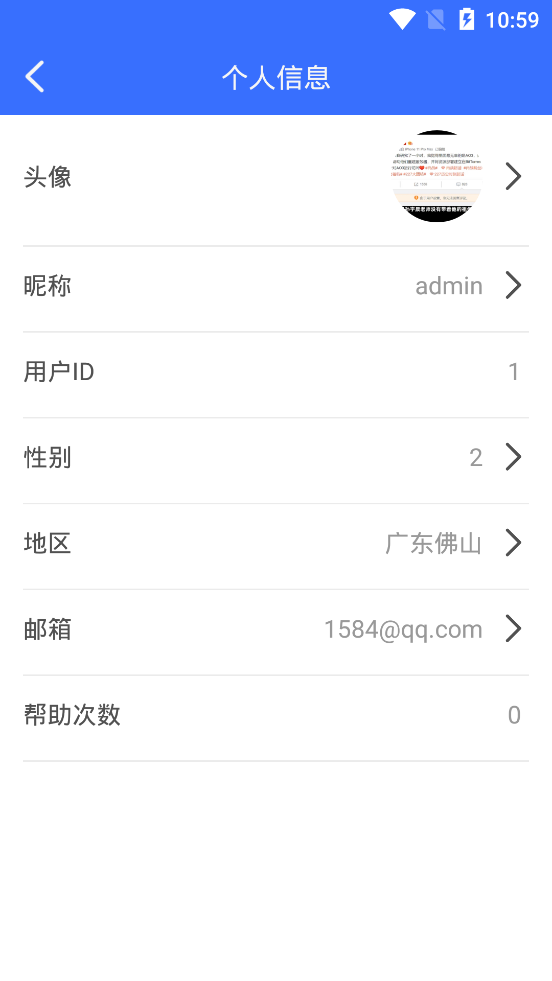 10:59
个人信息
头像
昵称 admin
用户ID 1
性别 2
地区 广东佛山
邮箱 1584@qq.com
帮助次数 0